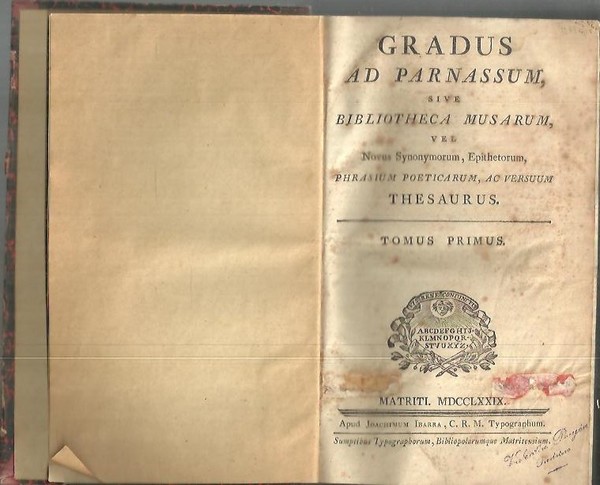 GRADUS
AD PARNASSUM,
SIVE
BIBLIOTHECA MUSARUM,
VEL
Novus Synonymorum, Epithetorum,
PHRASIUM POETICARUM, AC VERSUUM
THESAURUS.
TOMUS PRIMUS.
ABCDEFGHIJ
KLMNOPQR
STVUXYZ
MATRITI. MDCCLXXIX.
Apud Joachimum Ibarra, C. R. M. Typographum.
Sumptibus Typographorum, Bibliopolarumque Matritensium.